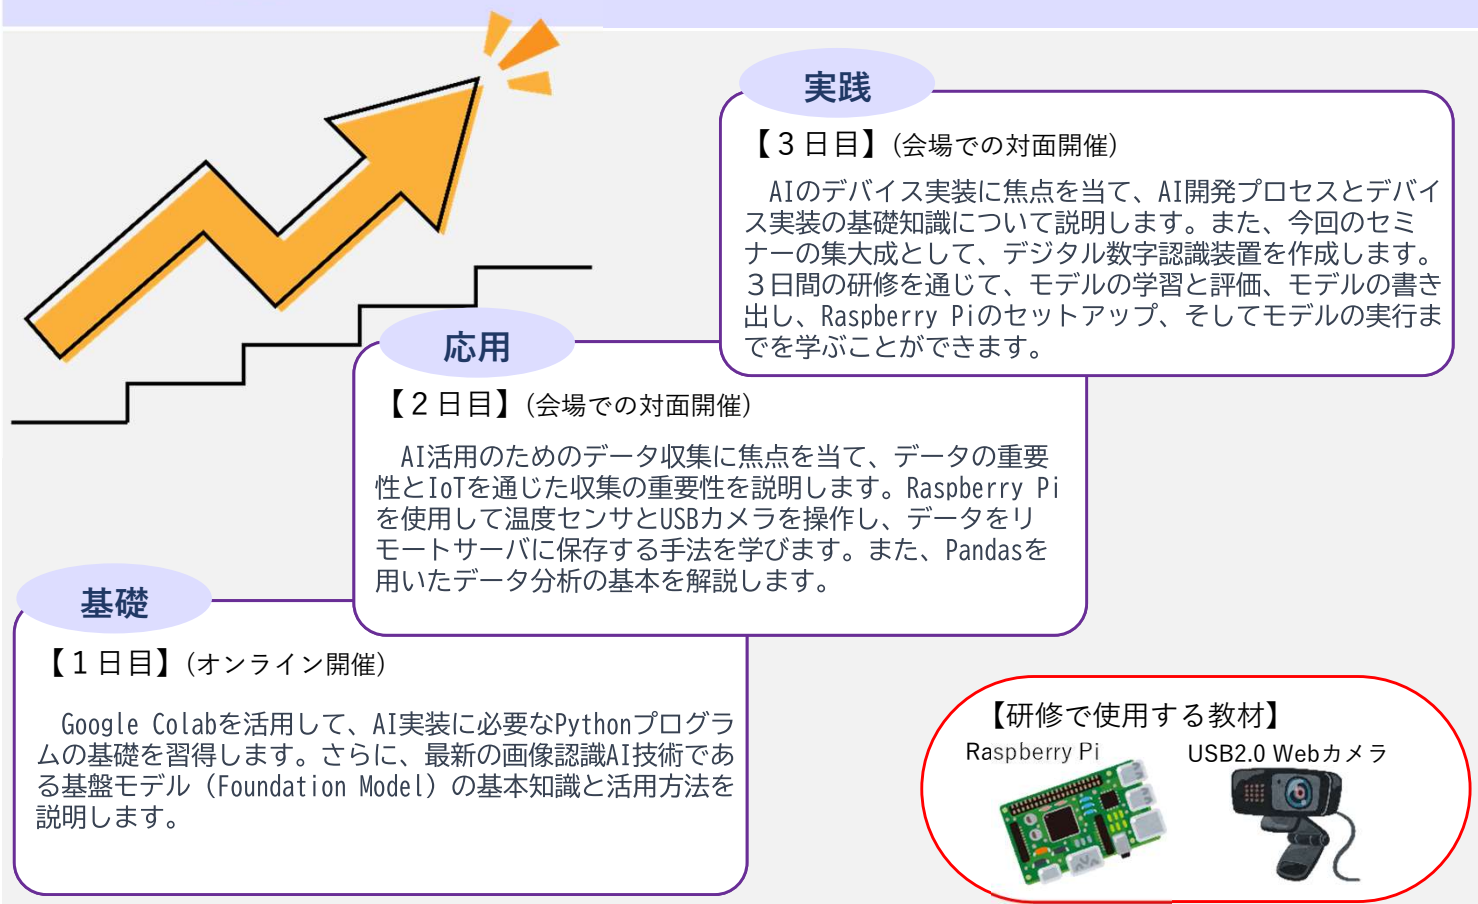 実践
【３日目】(会場での対面開催)
AIのデバイス実装に焦点を当て、AI開発プロセスとデバイ
ス実装の基礎知識について説明します。また、今回のセミ
ナーの集大成として、デジタル数字認識装置を作成します。
３日間の研修を通じて、モデルの学習と評価、モデルの書き
出し、Raspberry Piのセットアップ、そしてモデルの実行ま
でを学ぶことができます。
応用
【２日目】(会場での対面開催)
AI活用のためのデータ収集に焦点を当て、データの重要
性とIoTを通じた収集の重要性を説明します。Raspberry Pi
を使用して温度センサとUSBカメラを操作し、データをリ
モートサーバに保存する手法を学びます。また、Pandasを
用いたデータ分析の基本を解説します。
基礎
【１日目】(オンライン開催)
Google Colabを活用して、AI実装に必要なPythonプログラ
ムの基礎を習得します。さらに、最新の画像認識AI技術であ
る基盤モデル（Foundation Model）の基本知識と活用方法を
説明します。
【研修で使用する教材】
Raspberry Pi
USB2.0 Webカメラ